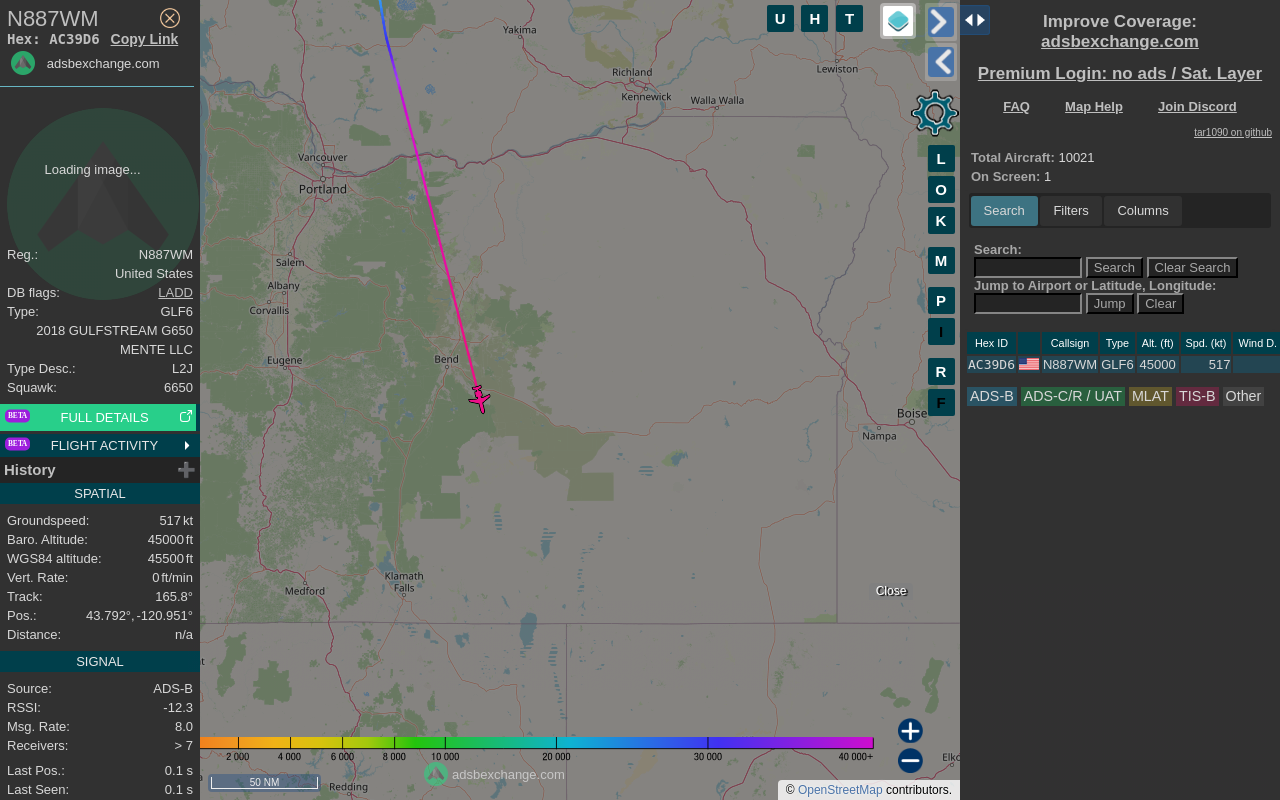 N887WM
Hex: AC39D6 Copy Link
adsbexchange.com
Loading image...
Reg.: N887WM
United States
DB flags: LADD
Type: GLF6
2018 GULFSTREAM G650
MENTE LLC
Type Desc.: L2J
Squawk: 6650
BETA FULL DETAILS
BETA FLIGHT ACTIVITY
History
SPATIAL
Groundspeed: 517 kt
Baro. Altitude: 45000 ft
WGS84 altitude: 45500 ft
Vert. Rate: 0 ft/min
Track: 165.8°
Pos.: 43.792°, -120.951°
Distance: n/a
SIGNAL
Source: ADS-B
RSSI: -12.3
Msg. Rate: 8.0
Receivers: > 7
Last Pos.: 0.1 s
Last Seen: 0.1 s
U H T
Yakima
Lewiston
Richland
Kennewick
Walla Walla
Vancouver
Portland
Salem
Albany
Corvallis
Eugene
Bend
Boise
Nampa
Klamath
Falls
Medford
Redding
Elko
L
O
K
M
P
I
R
F
Close
2 000 4 000 6 000 8 000 10 000 20 000 30 000 40 000+
50 NM
adsbexchange.com
© OpenStreetMap contributors.
Improve Coverage:
adsbexchange.com
Premium Login: no ads / Sat. Layer
FAQ Map Help Join Discord
tar1090 on github
Total Aircraft: 10021
On Screen: 1
Search Filters Columns
Search:
Search Clear Search
Jump to Airport or Latitude, Longitude:
Jump Clear
Hex ID Callsign Type Alt. (ft) Spd. (kt) Wind D.
AC39D6 N887WM GLF6 45000 517
ADS-B ADS-C/R / UAT MLAT TIS-B Other